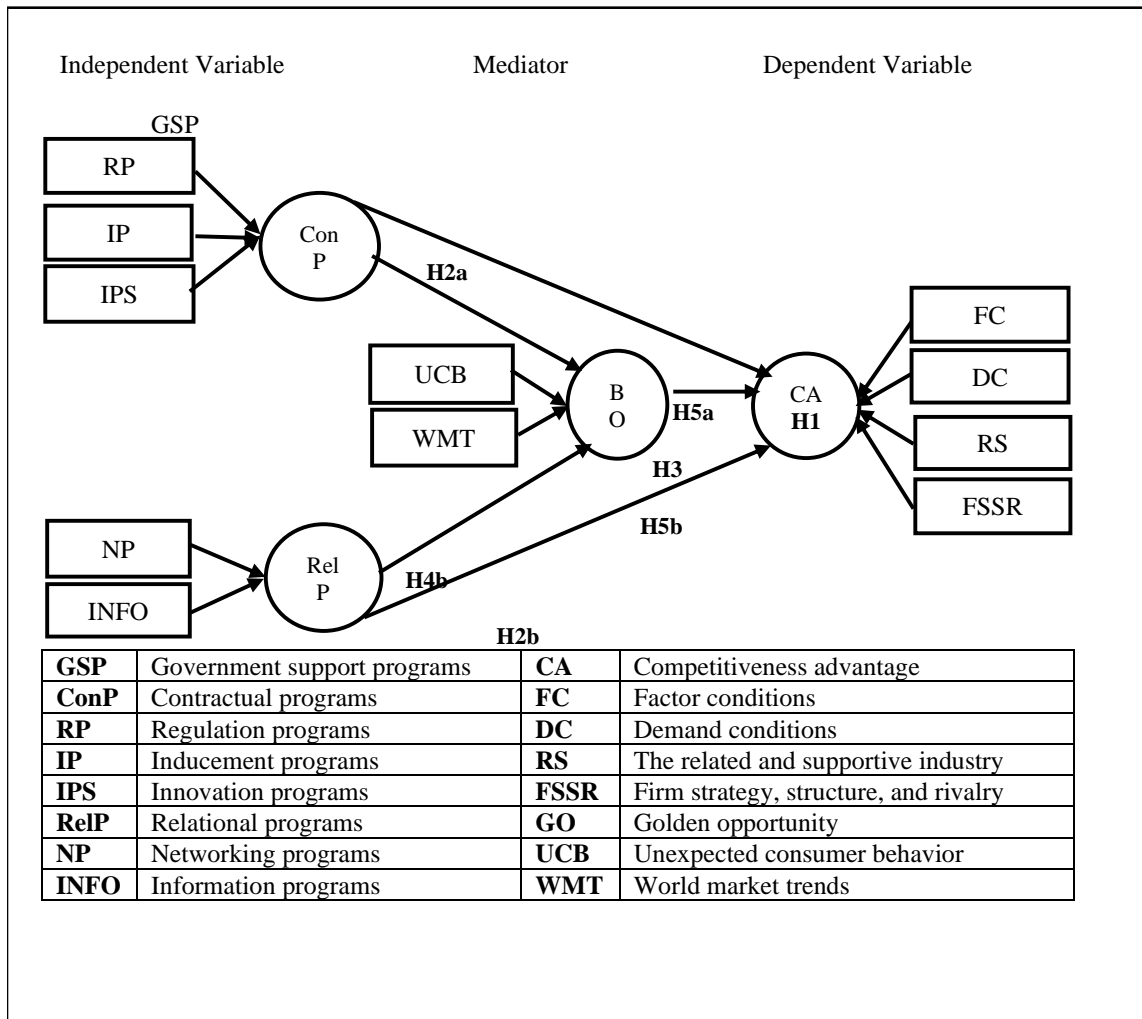 Independent Variable
Mediator
Dependent Variable
GSP
RP
IP
IPS
Con
P
H2a
UCB
WMT
B
O
H5a
CA
H1
FC
DC
RS
FSSR
H3
H5b
NP
INFO
Rel
P
H4b
H2b
GSP Government support programs CA Competitiveness advantage
ConP Contractual programs FC Factor conditions
RP Regulation programs DC Demand conditions
IP Inducement programs RS The related and supportive industry
IPS Innovation programs FSSR Firm strategy, structure, and rivalry
RelP Relational programs GO Golden opportunity
NP Networking programs UCB Unexpected consumer behavior
INFO Information programs WMT World market trends